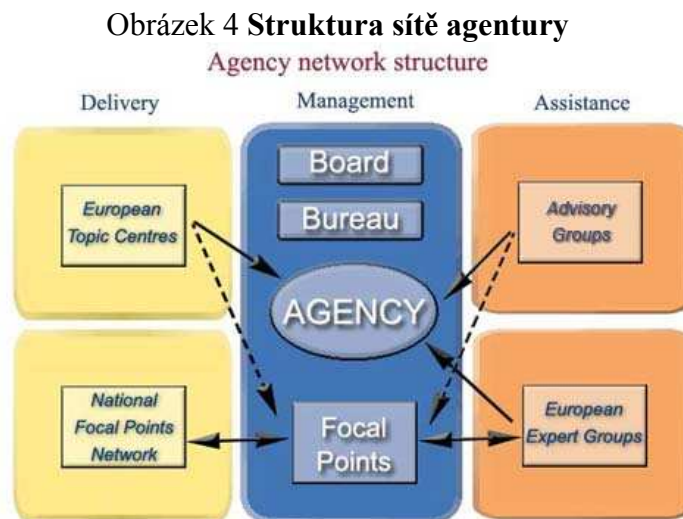 Obrázek 4 Struktura sítě agentury
Agency network structure
Delivery
Management
Assistance
European
Topic Centres
Board
Bureau
AGENCY
Advisory
Groups
National
Focal Points
Network
Focal
Points
European
Expert Groups